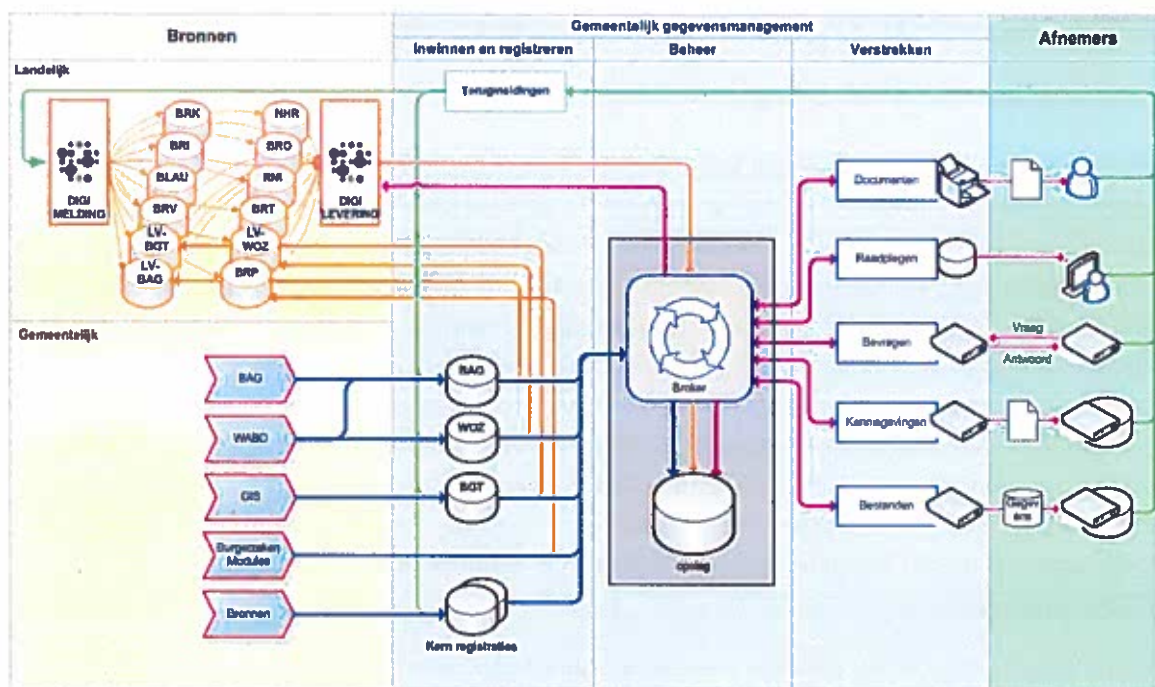 Bronnen
Gemeentelijk gegevensmanagement
Inwinnen en registreren
Beheer
Verstrekken
Afnemers
Landelijk
Terugmeldingen
DIGI
MELDING
BRK
BRI
BLAU
BRV
LV-
BGT
LV-
BAG
NHR
BRO
RNI
BRT
LV-
WOZ
BRP
DIGI
LEVERING
Gemeentelijk
BAG
WABO
GIS
Burgerzaken
Modules
Bronnen
BAG
WOZ
BGT
Kern registraties
Broker
opslag
Documenten
Raadplegen
Bevragen
Vraag
Antwoord
Kennisgevingen
Bestanden
Gegev
ens